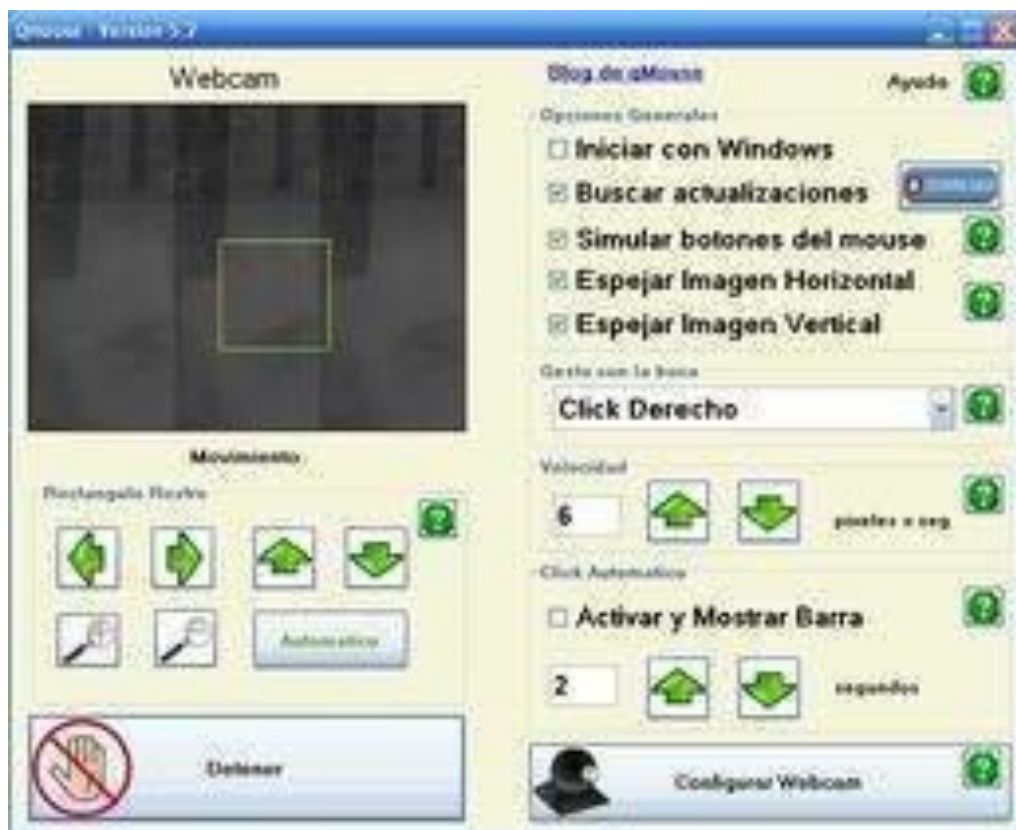 Qmouse - Version 5.2
Webcam
Movimiento
Rectangulo Rostro
Automatico
Detener
Blog de qMouse
Ayuda
Opciones Generales
Iniciar con Windows
Buscar actualizaciones
Simular botones del mouse
Espejar Imagen Horizontal
Espejar Imagen Vertical
Gesto con la boca
Click Derecho
Velocidad
6
pixeles x seg.
Click Automatico
Activar y Mostrar Barra
2
segundos
Configurar Webcam